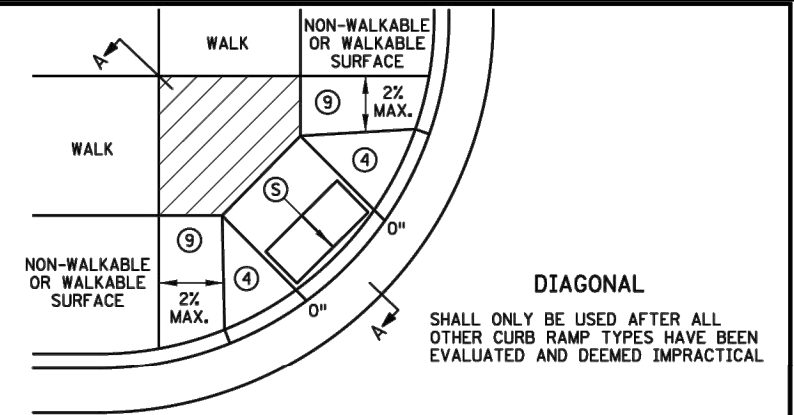 A
WALK
NON-WALKABLE
OR WALKABLE
SURFACE
9
2%
MAX.
WALK
4
S
0"
NON-WALKABLE
OR WALKABLE
SURFACE
9
2%
MAX.
4
0"
A
DIAGONAL
SHALL ONLY BE USED AFTER ALL
OTHER CURB RAMP TYPES HAVE BEEN
EVALUATED AND DEEMED IMPRACTICAL